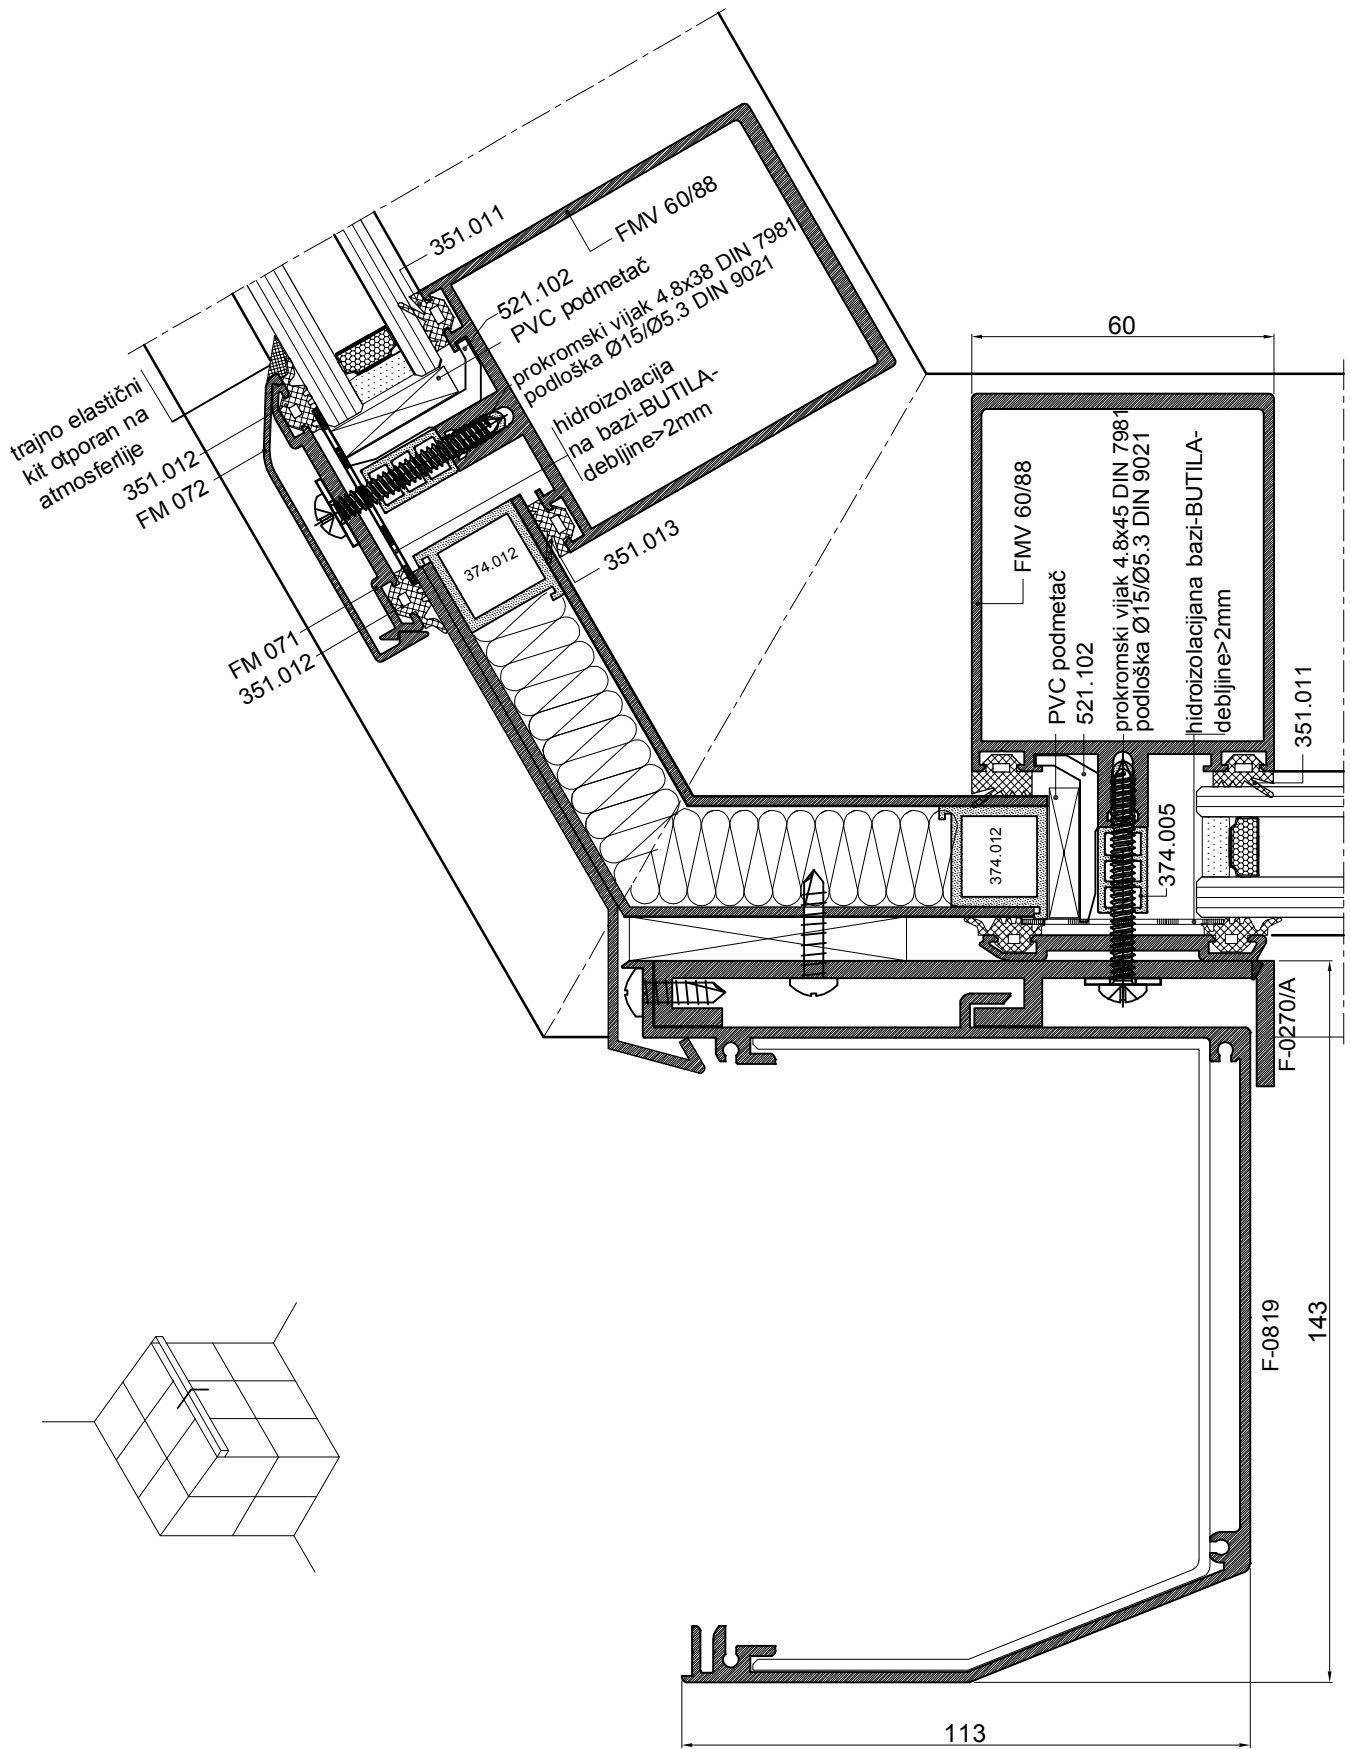 351.011
FMV 60/88
521.102
PVC podmetač
prokromski vijak 4.8x38 DIN 7981
podloška Ø15/Ø5.3 DIN 9021
hidroizolacija
na bazi-BUTILA-
debljine>2mm
trajno elastični
kit otporan na
atmosferlije
351.012
FM 072
374.012
351.013
FM 071
351.012
60
FMV 60/88
PVC podmetač
521.102
prokromski vijak 4.8x45 DIN 7981
podloška Ø15/Ø5.3 DIN 9021
hidroizolacijana bazi-BUTILA-
debljine>2mm
351.011
374.012
374.005
F-0270/A
F-0819
143
113